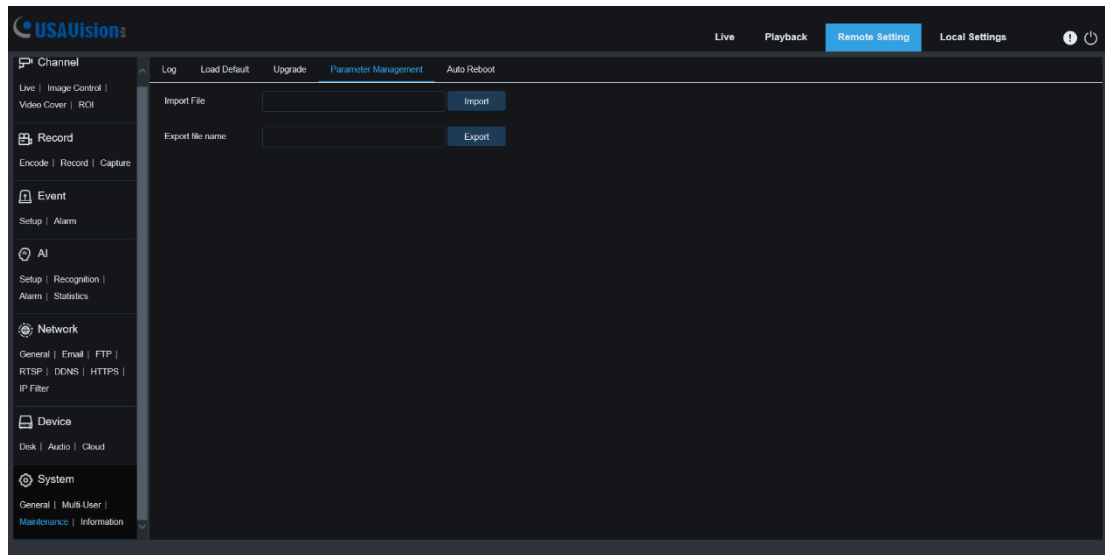 USAVision
Live Playback Remote Setting Local Settings
Channel
Live | Image Control |
Video Cover | ROI
Record
Encode | Record | Capture
Event
Setup | Alarm
AI
Setup | Recognition |
Alarm | Statistics
Network
General | Email | FTP |
RTSP | DDNS | HTTPS |
IP Filter
Device
Disk | Audio | Cloud
System
General | Multi-User |
Maintenance | Information
Log Load Default Upgrade Parameter Management Auto Reboot
Import File Import
Export file name Export